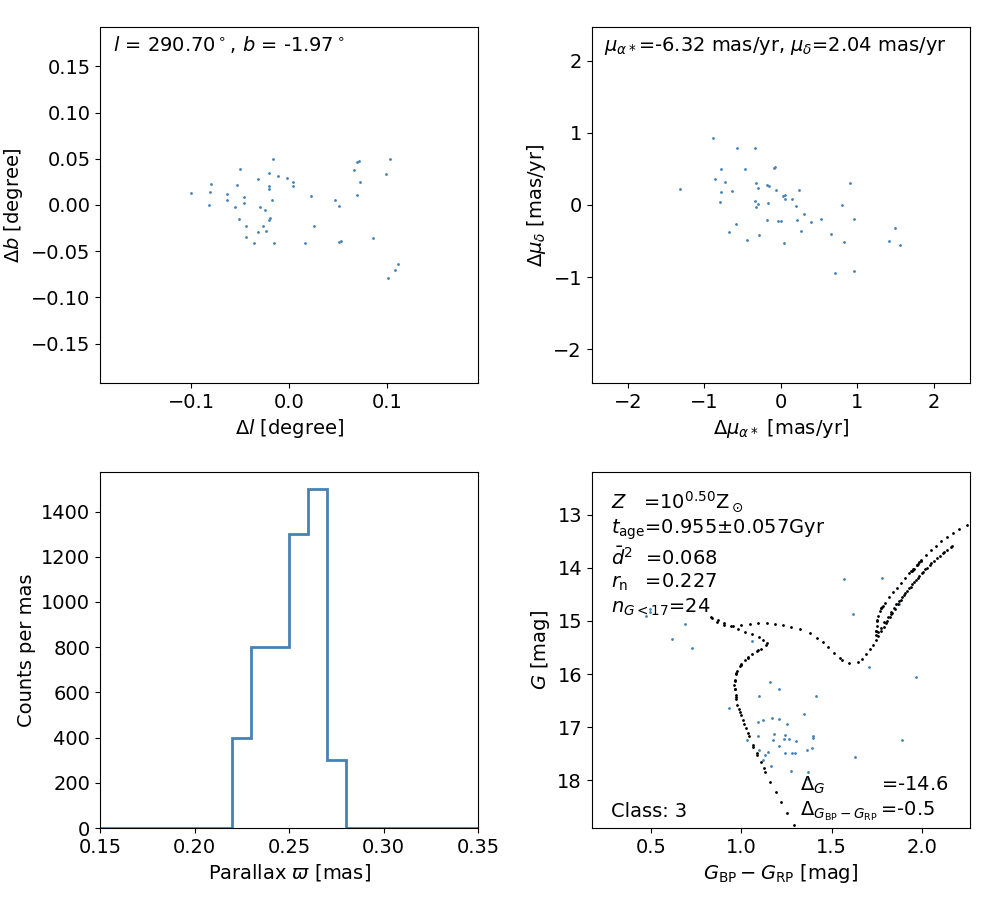 l = 290.70°, b = -1.97°
0.15
0.10
0.05
0.00
−0.05
−0.10
−0.15
Δb [degree]
−0.1
0.0
0.1
Δl [degree]
μα*=-6.32 mas/yr, μδ=2.04 mas/yr
2
1
0
−1
−2
Δμδ [mas/yr]
−2
−1
0
1
2
Δμα* [mas/yr]
1400
1200
1000
800
600
400
200
0
Counts per mas
0.15
0.20
0.25
0.30
0.35
0.40
0.45
Parallax ϖ [mas]
Z =10^0.50 Z⊙
t_age=0.955±0.057Gyr
d̄² =0.068
r_n =0.227
n_G<17=24
13
14
15
16
17
18
G [mag]
Δ_G =-14.6
Δ_GBP−GRP =-0.5
Class: 3
0.5
1.0
1.5
2.0
G_BP − G_RP [mag]